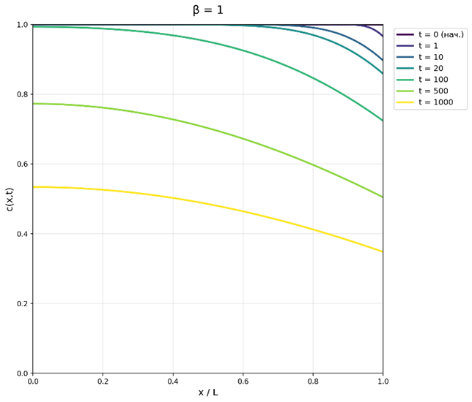 β = 1
1.0
0.8
0.6
0.4
0.2
0.0
c(x,t)
0.0 0.2 0.4 0.6 0.8 1.0
x / L
t = 0 (нач.)
t = 1
t = 10
t = 20
t = 100
t = 500
t = 1000